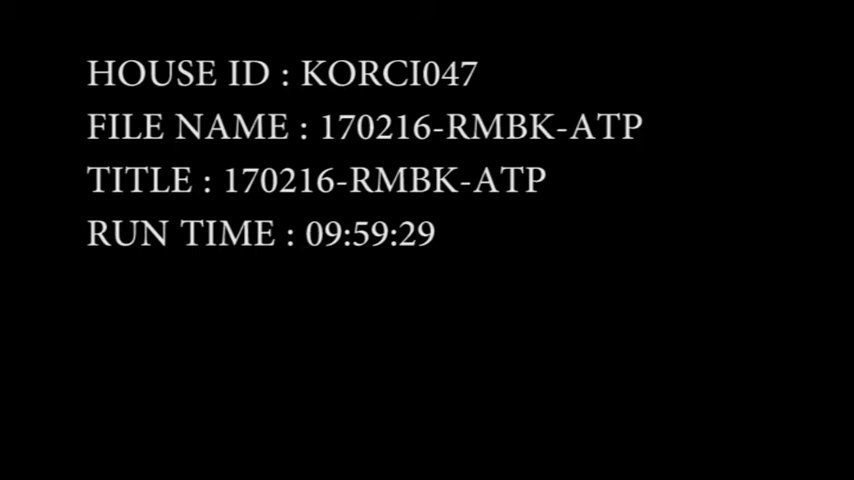 HOUSE ID : KORCI047
FILE NAME : 170216-RMBK-ATP
TITLE : 170216-RMBK-ATP
RUN TIME : 09:59:29